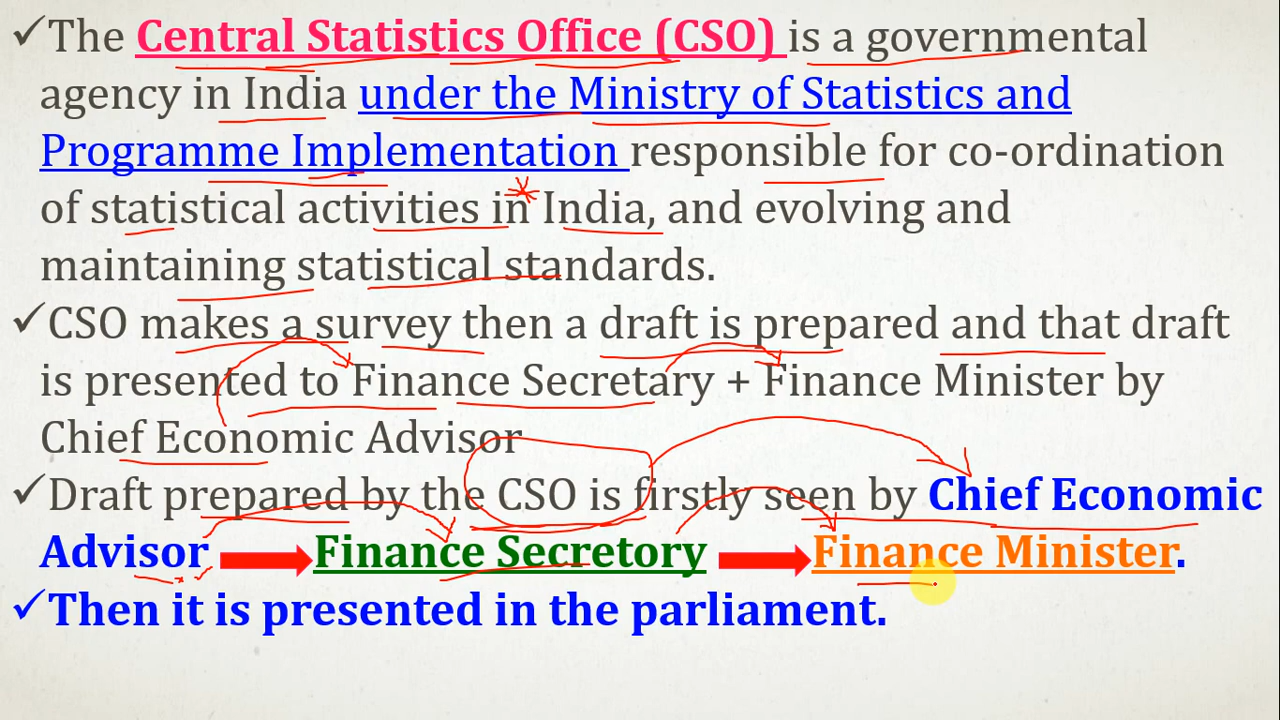 ✓The Central Statistics Office (CSO) is a governmental
agency in India under the Ministry of Statistics and
Programme Implementation responsible for co-ordination
of statistical activities in India, and evolving and
maintaining statistical standards.
✓CSO makes a survey then a draft is prepared and that draft
is presented to Finance Secretary + Finance Minister by
Chief Economic Advisor
✓Draft prepared by the CSO is firstly seen by Chief Economic
Advisor Finance Secretory Finance Minister.
✓Then it is presented in the parliament.